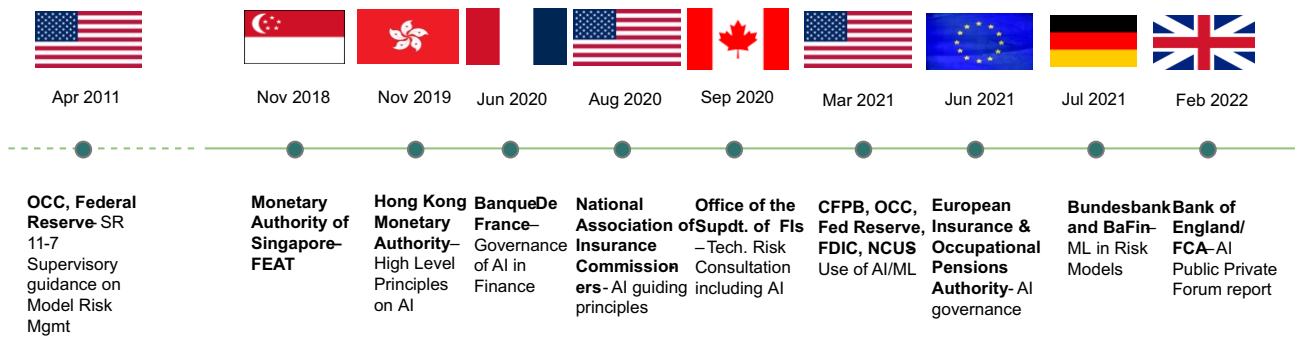 Apr 2011
Nov 2018
Nov 2019
Jun 2020
Aug 2020
Sep 2020
Mar 2021
Jun 2021
Jul 2021
Feb 2022
OCC, Federal
Reserve- SR
11-7
Supervisory
guidance on
Model Risk
Mgmt
Monetary
Authority of
Singapore–
FEAT
Hong Kong
Monetary
Authority–
High Level
Principles
on AI
BanqueDe
France–
Governance
of AI in
Finance
National
Association of
Insurance
Commission-
ers- AI guiding
principles
Office of the
Supdt. of FIs
–Tech. Risk
Consultation
including AI
CFPB, OCC,
Fed Reserve,
FDIC, NCUS
Use of AI/ML
European
Insurance &
Occupational
Pensions
Authority- AI
governance
Bundesbank
and BaFin–
ML in Risk
Models
Bank of
England/
FCA–AI
Public Private
Forum report